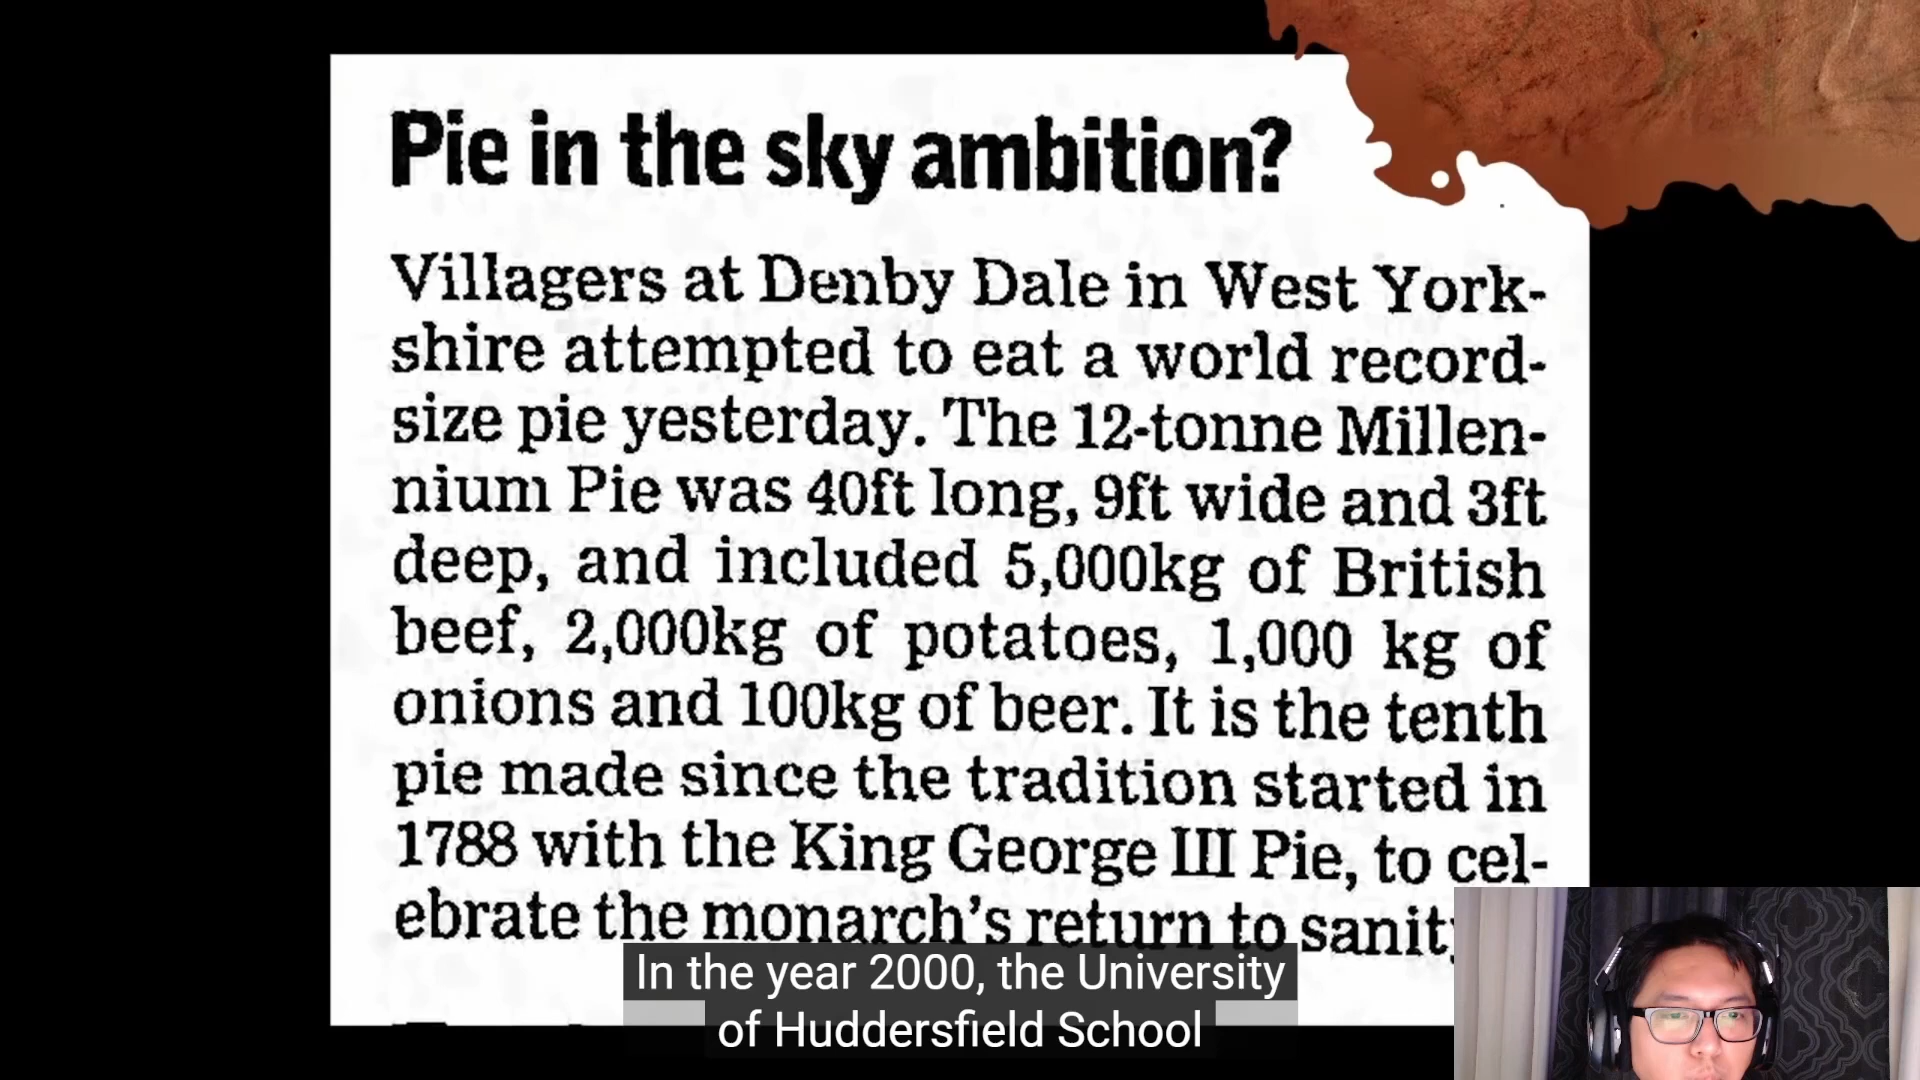 Pie in the sky ambition?
Villagers at Denby Dale in West York-
shire attempted to eat a world record-
size pie yesterday. The 12-tonne Millen-
nium Pie was 40ft long, 9ft wide and 3ft
deep, and included 5,000kg of British
beef, 2,000kg of potatoes, 1,000 kg of
onions and 100kg of beer. It is the tenth
pie made since the tradition started in
1788 with the King George III Pie, to cel-
ebrate the monarch's return to
In the year 2000, the University
of Huddersfield School